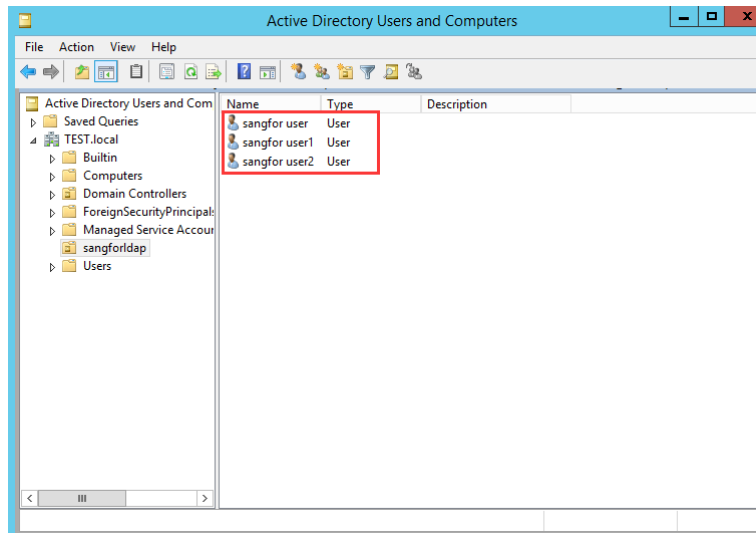 Active Directory Users and Computers
File Action View Help
Active Directory Users and Com
Saved Queries
TEST.local
Builtin
Computers
Domain Controllers
ForeignSecurityPrincipals
Managed Service Accour
sangforldap
Users
Name Type Description
sangfor user User
sangfor user1 User
sangfor user2 User